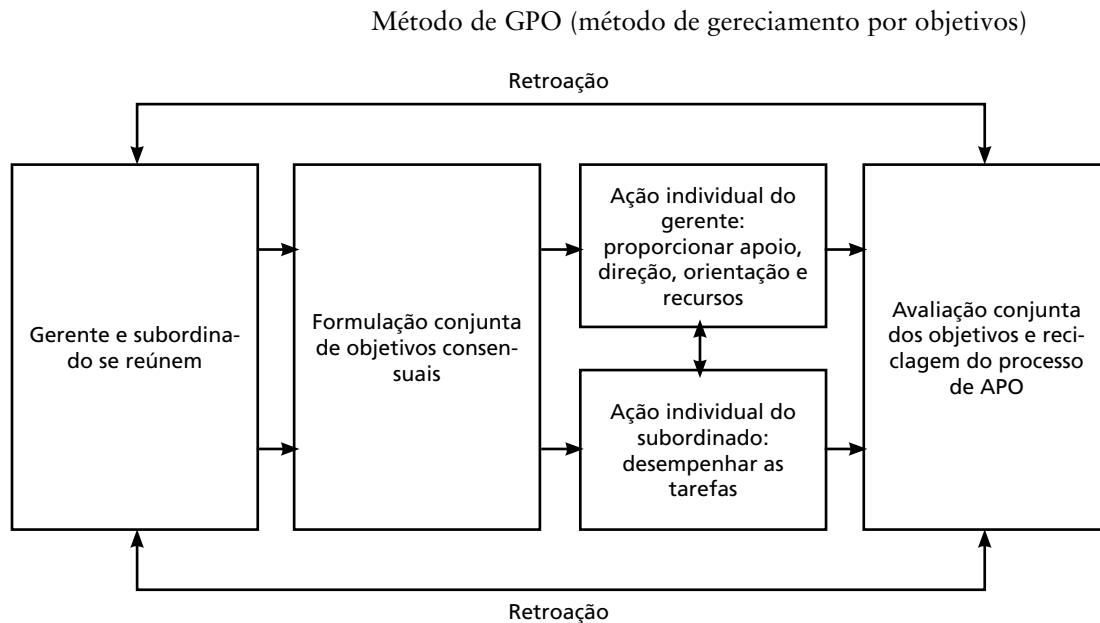 Método de GPO (método de gereciamento por objetivos)
Retroação
Gerente e subordina-
do se reúnem
Formulação conjunta
de objetivos consen-
suais
Ação individual do
gerente:
proporcionar apoio,
direção, orientação e
recursos
Ação individual do
subordinado:
desempenhar as
tarefas
Avaliação conjunta
dos objetivos e reci-
clagem do processo
de APO
Retroação